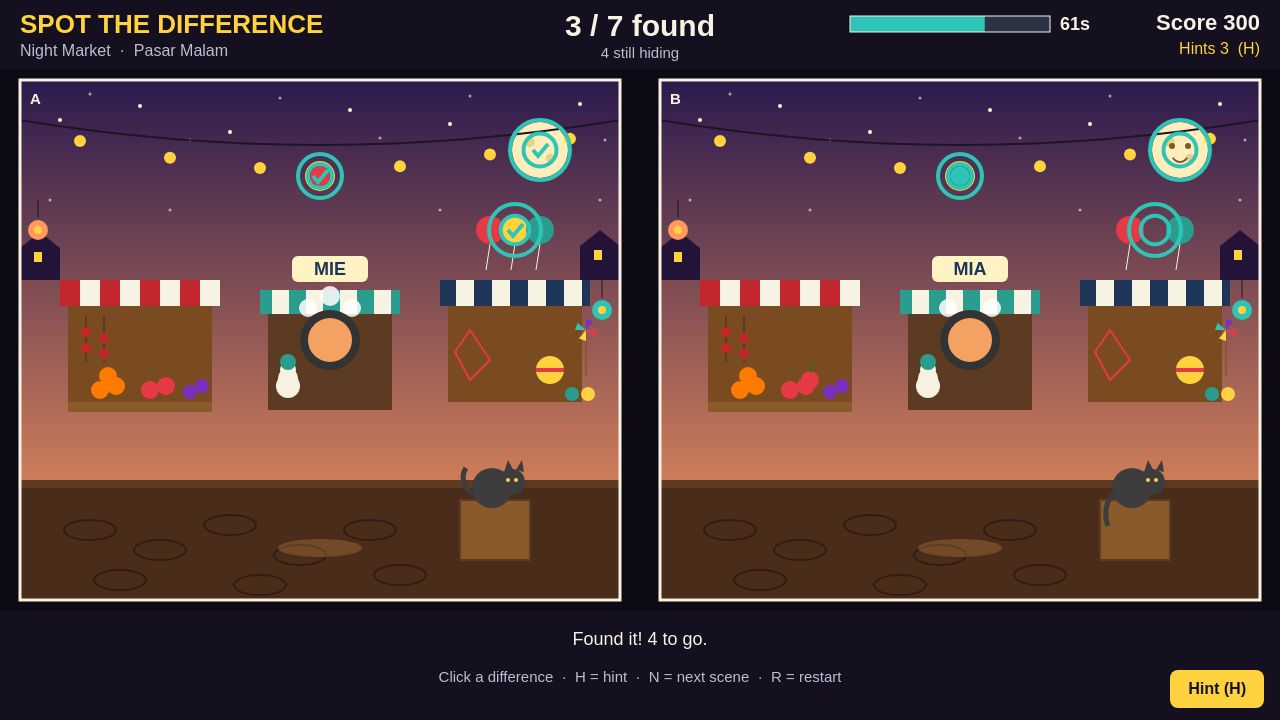 SPOT THE DIFFERENCE
Night Market · Pasar Malam
3 / 7 found
4 still hiding
61s
Score 300
Hints 3 (H)
A
MIE
B
MIA
Found it! 4 to go.
Click a difference · H = hint · N = next scene · R = restart
Hint (H)